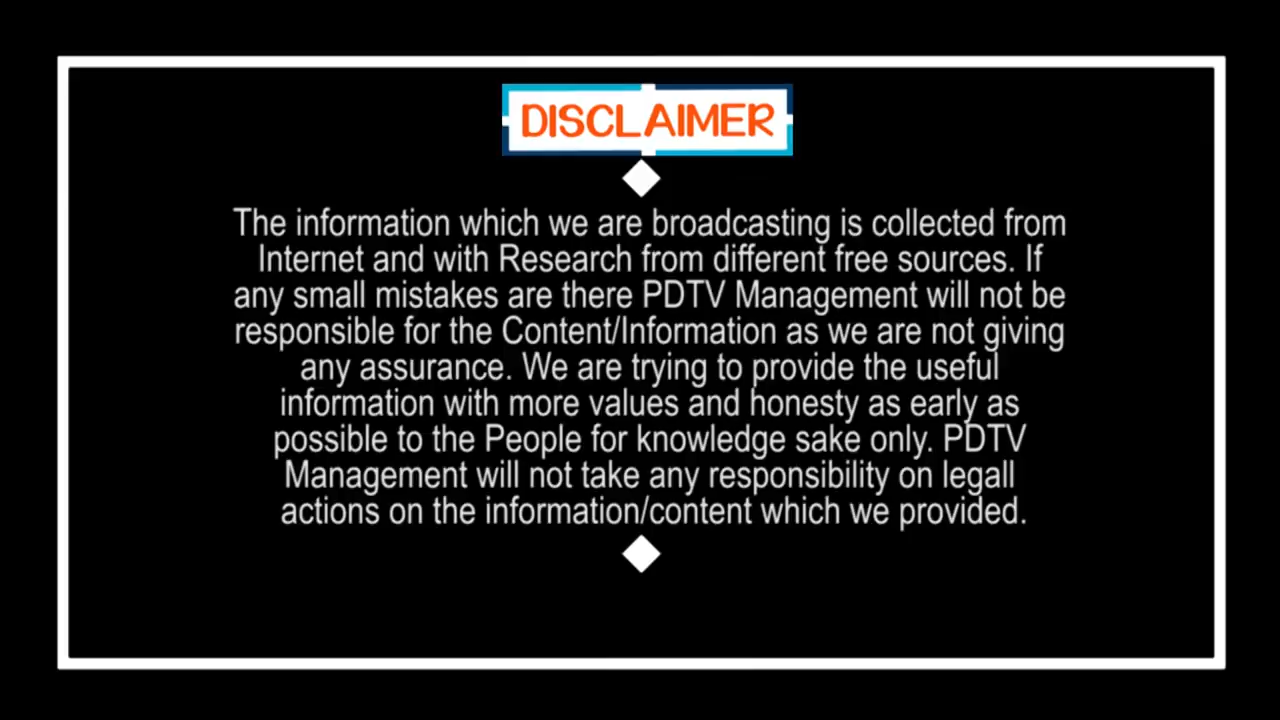 DISCLAIMER
The information which we are broadcasting is collected from
Internet and with Research from different free sources. If
any small mistakes are there PDTV Management will not be
responsible for the Content/Information as we are not giving
any assurance. We are trying to provide the useful
information with more values and honesty as early as
possible to the People for knowledge sake only. PDTV
Management will not take any responsibility on legall
actions on the information/content which we provided.